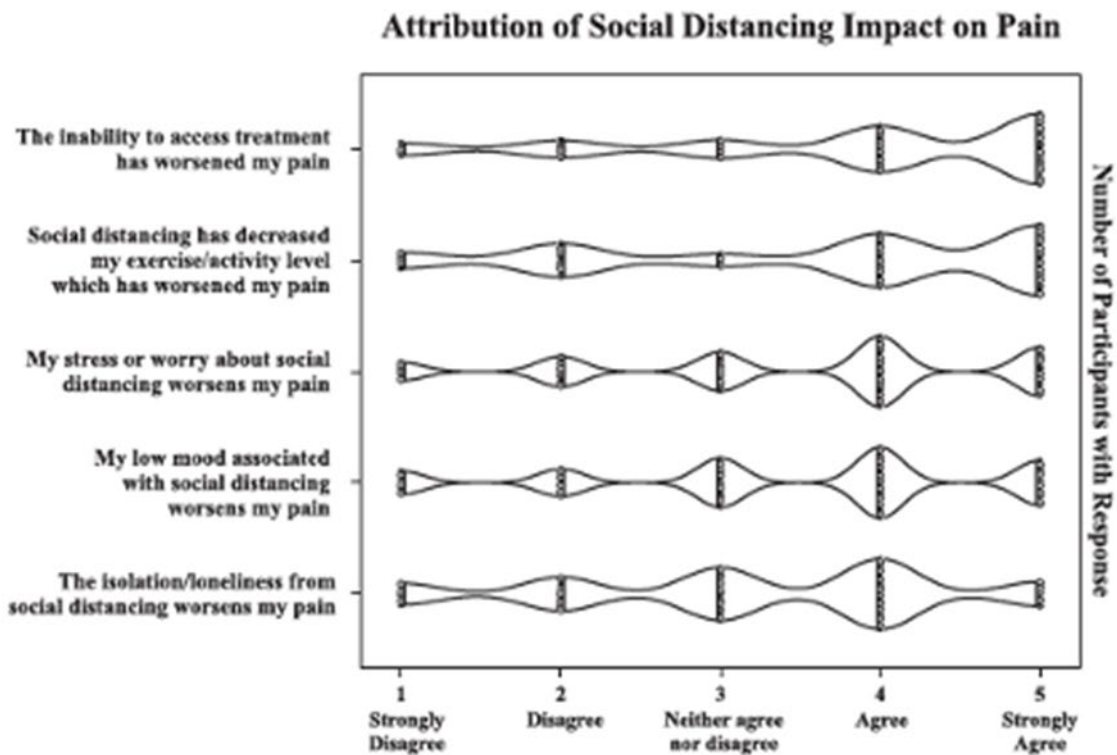 Attribution of Social Distancing Impact on Pain
The inability to access treatment
has worsened my pain
Social distancing has decreased
my exercise/activity level
which has worsened my pain
My stress or worry about social
distancing worsens my pain
My low mood associated
with social distancing
worsens my pain
The isolation/loneliness from
social distancing worsens my pain
Number of Participants with Response
1 2 3 4 5
Strongly Disagree Neither agree Agree Strongly
Disagree nor disagree Agree